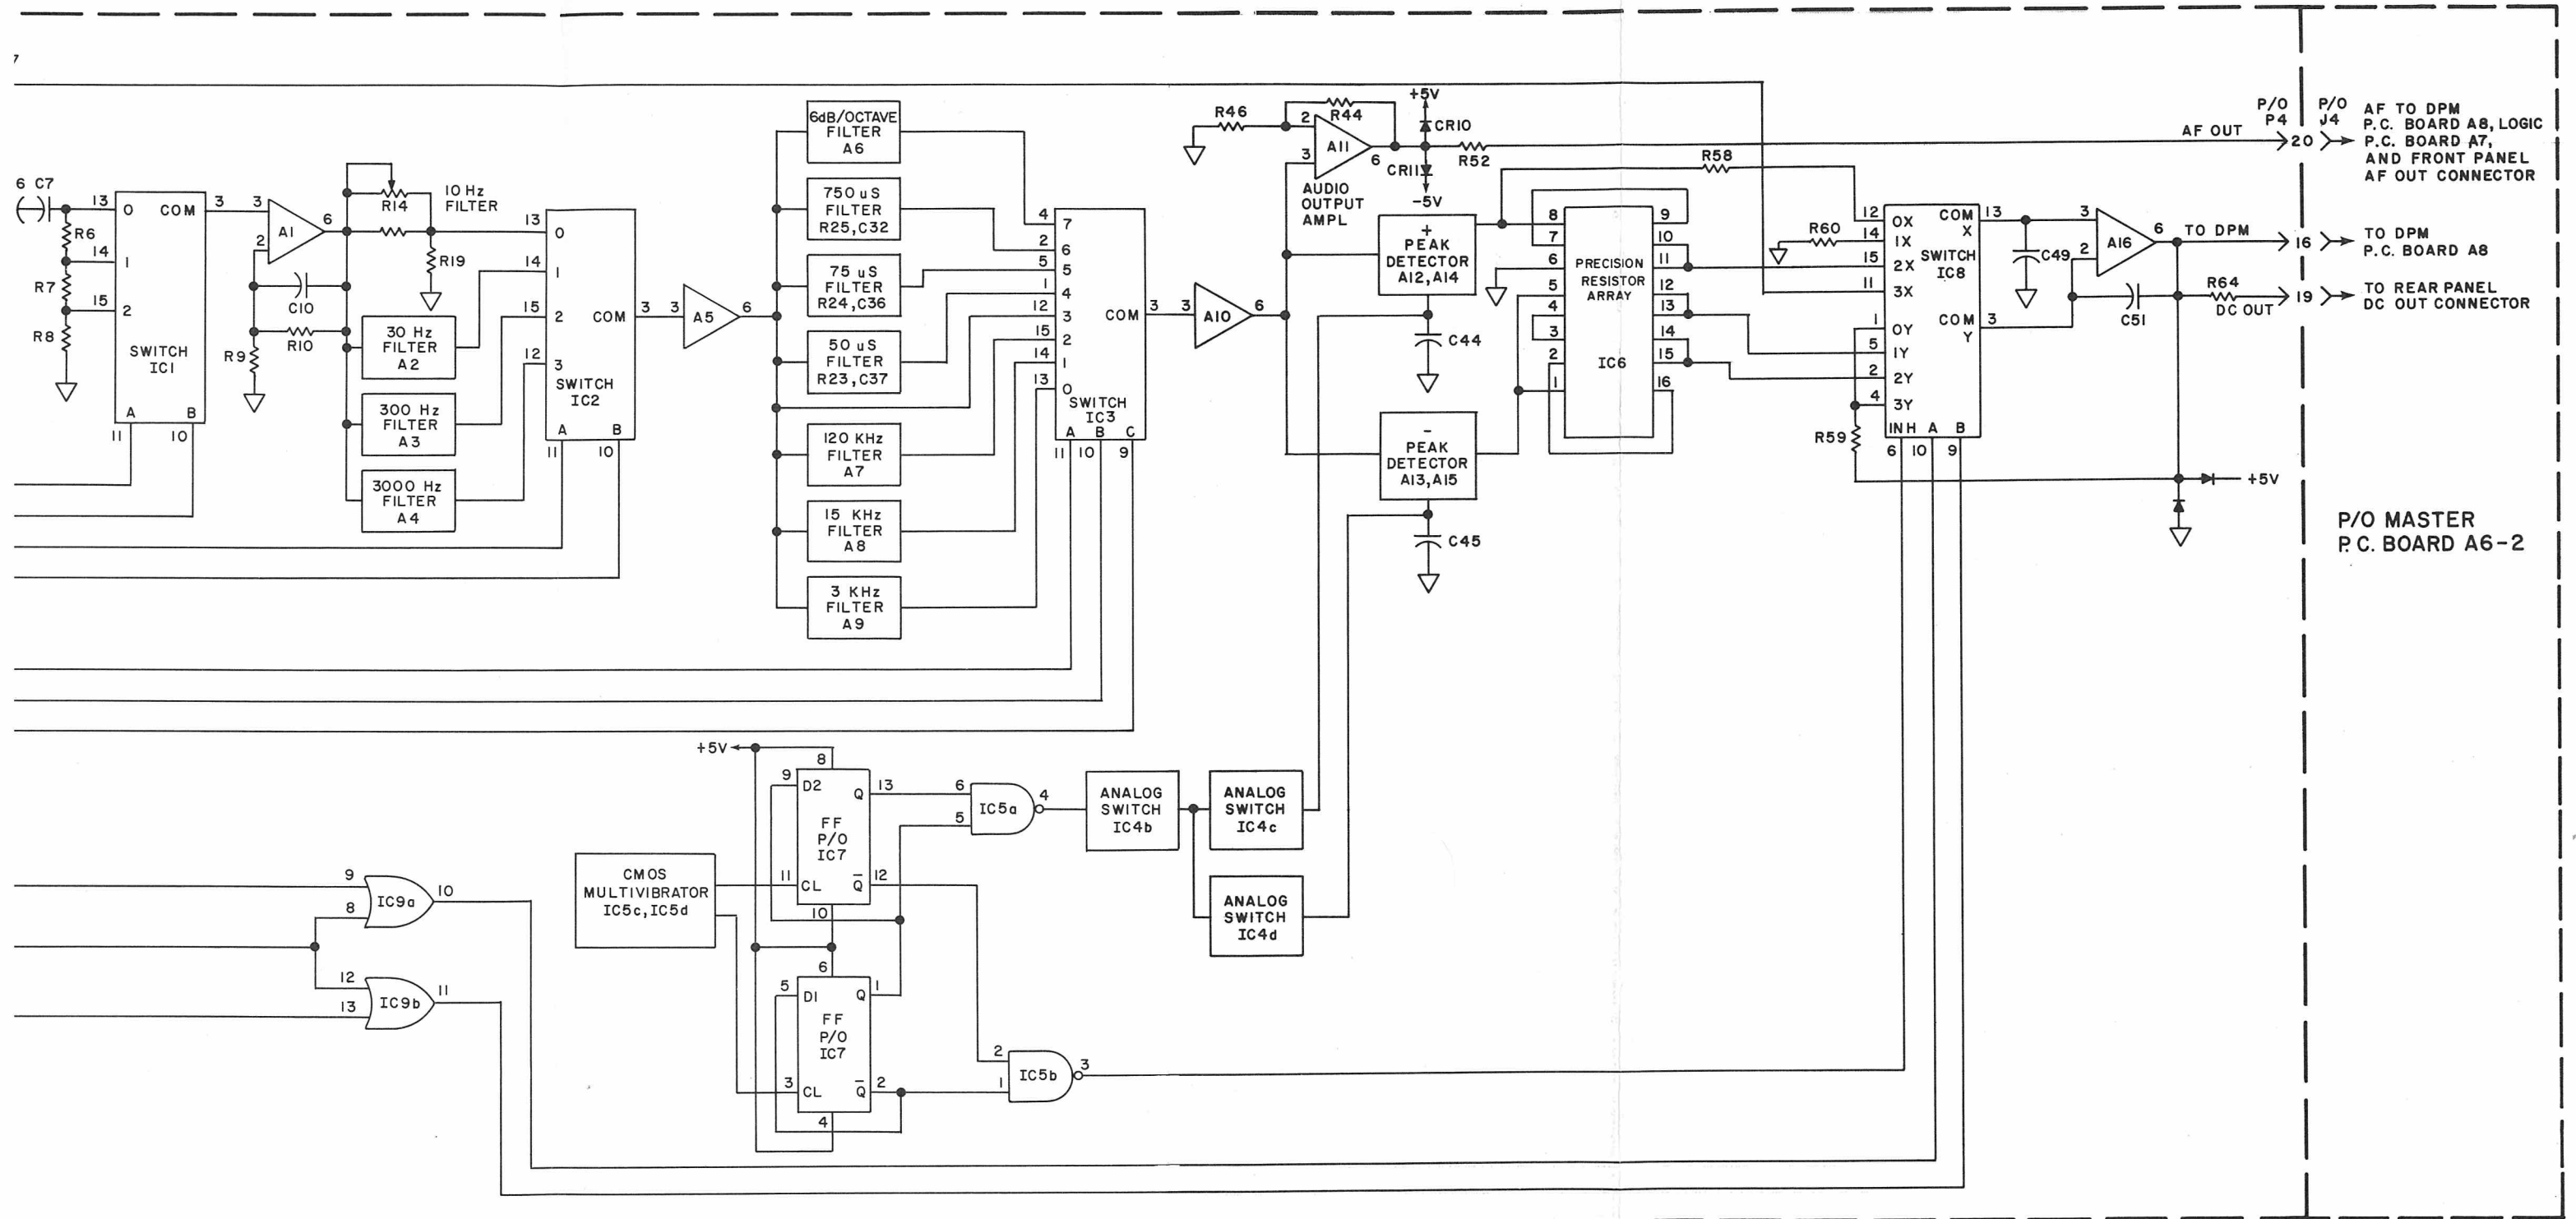 6 C7
R6
R7
R8
13
14
15
0
1
2
COM
3
SWITCH
IC1
A
B
11
10
3
2
A1
6
C10
R10
R9
R14
10 Hz
FILTER
R19
30 Hz
FILTER
A2
300 Hz
FILTER
A3
3000 Hz
FILTER
A4
13
14
15
12
0
1
2
3
COM
3
SWITCH
IC2
A
B
11
10
3
A5
6
6dB/OCTAVE
FILTER
A6
750 uS
FILTER
R25,C32
75 uS
FILTER
R24,C36
50 uS
FILTER
R23,C37
120 KHz
FILTER
A7
15 KHz
FILTER
A8
3 KHz
FILTER
A9
4
2
5
1
12
15
14
13
7
6
5
4
3
2
1
0
COM
3
SWITCH
IC3
A
B
C
11
10
9
3
A10
6
R46
2
3
R44
A11
6
AUDIO
OUTPUT
AMPL
+5V
CR10
CR11
-5V
R52
R58
+
PEAK
DETECTOR
A12,A14
C44
-
PEAK
DETECTOR
A13,A15
C45
8
7
6
5
4
3
2
1
PRECISION
RESISTOR
ARRAY
IC6
9
10
11
12
13
14
15
16
R60
R59
12
14
15
11
1
5
2
4
0X
1X
2X
3X
0Y
1Y
2Y
3Y
COM
X
13
SWITCH
IC8
COM
Y
3
INH
A
B
6
10
9
C49
3
2
A16
6
C51
TO DPM
R64
DC OUT
+5V
AF OUT
P/O
P4
P/O
J4
20
16
19
AF TO DPM
P.C. BOARD A8, LOGIC
P.C. BOARD A7,
AND FRONT PANEL
AF OUT CONNECTOR
TO DPM
P.C. BOARD A8
TO REAR PANEL
DC OUT CONNECTOR
P/O MASTER
P.C. BOARD A6-2
+5V
8
9
D2
Q
13
FF
P/O
IC7
11
CL
Q̅
12
10
CMOS
MULTIVIBRATOR
IC5c,IC5d
6
5
D1
Q
1
FF
P/O
IC7
3
CL
Q̅
2
4
6
5
IC5a
4
ANALOG
SWITCH
IC4b
ANALOG
SWITCH
IC4c
ANALOG
SWITCH
IC4d
2
1
IC5b
3
9
8
IC9a
10
12
13
IC9b
11